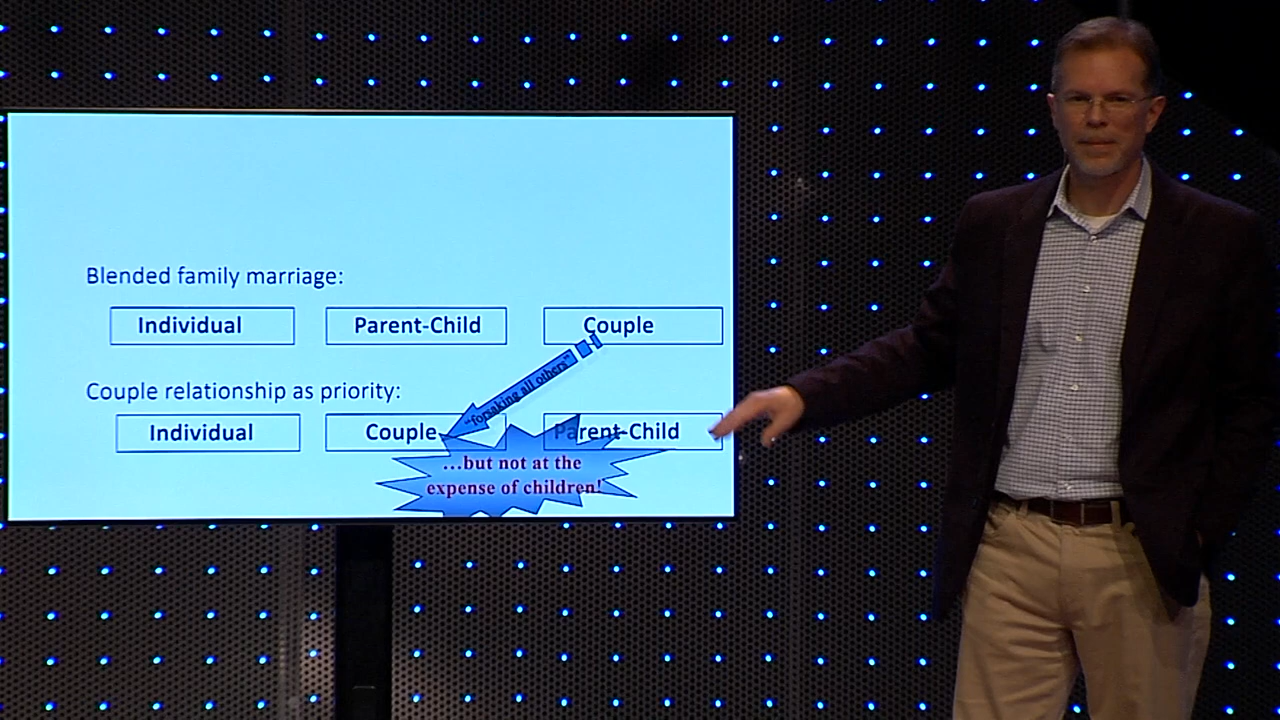 Blended family marriage:
Individual
Parent-Child
Couple
"forsaking all others"
Couple relationship as priority:
Individual
Couple
Parent-Child
...but not at the
expense of children!